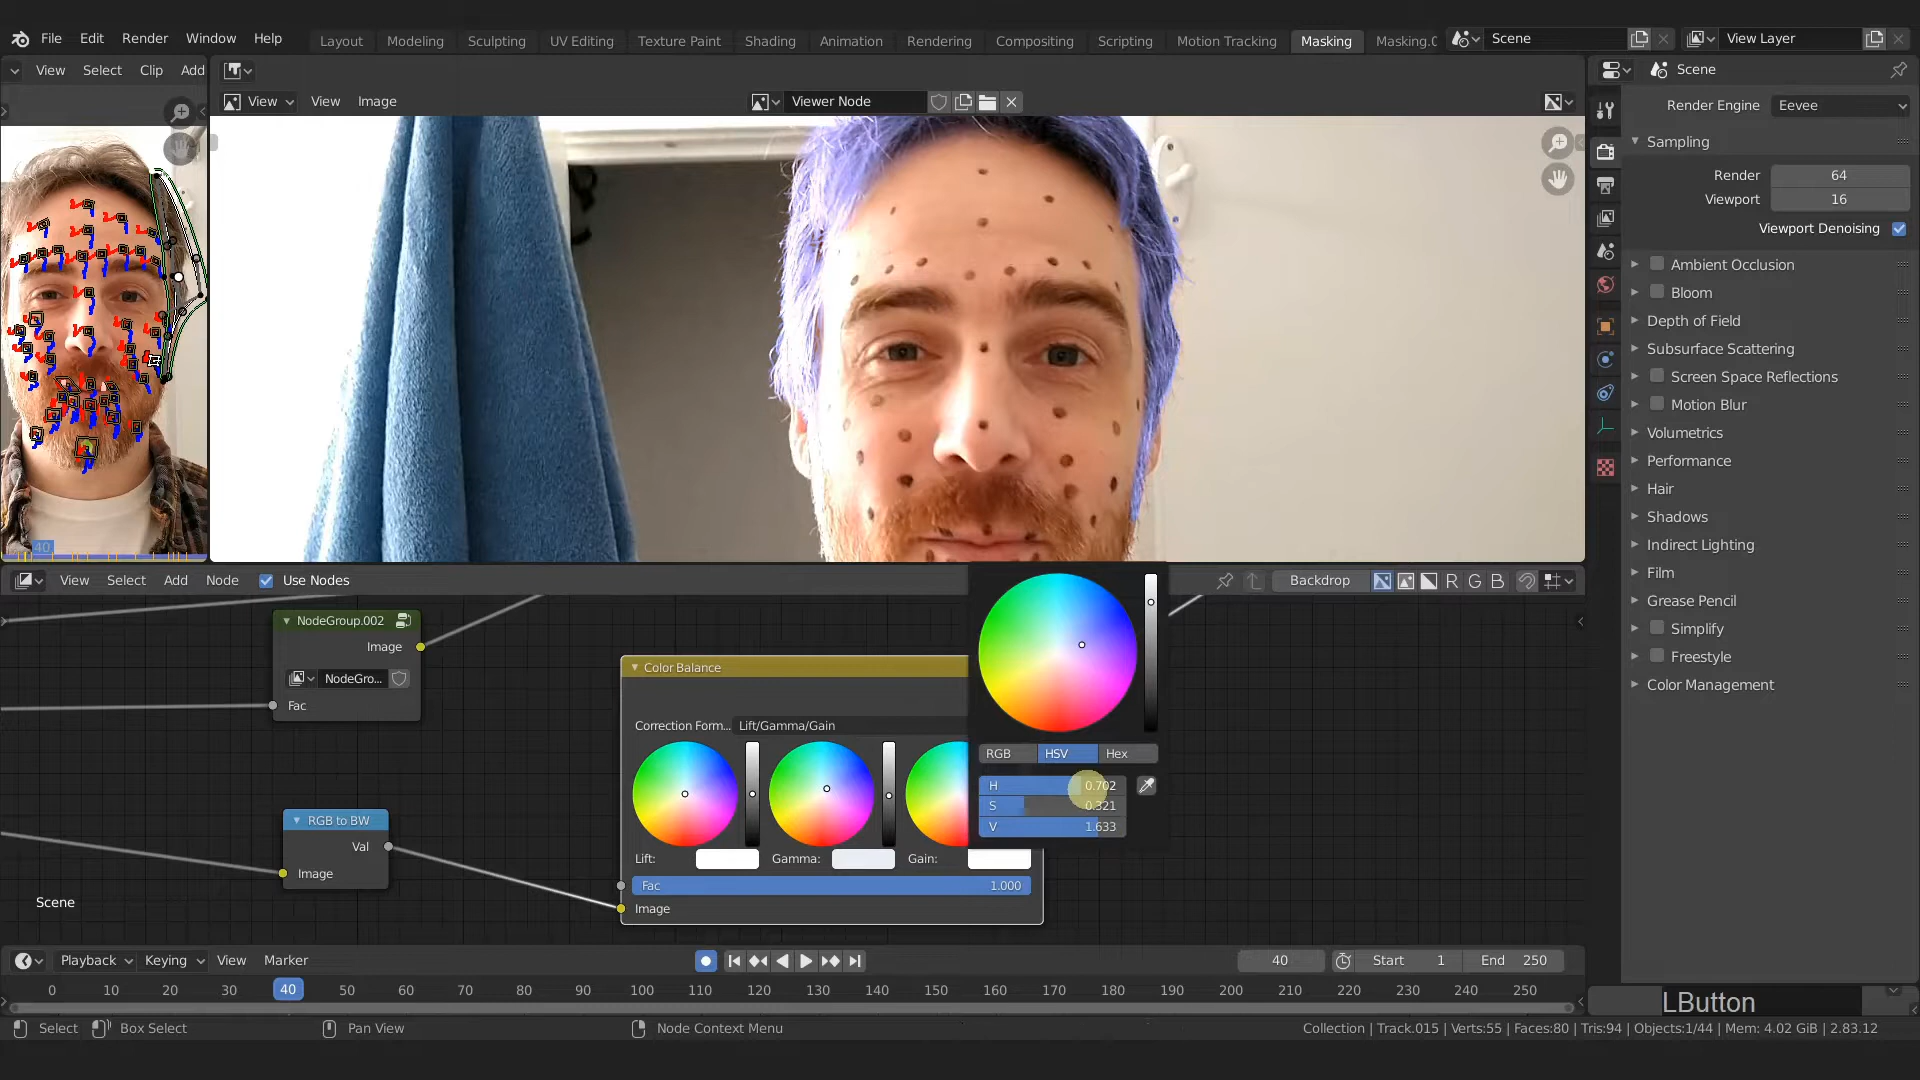 File Edit Render Window Help Layout Modeling Sculpting UV Editing Texture Paint Shading Animation Rendering Compositing Scripting Motion Tracking Masking Scene View Layer
View Select Clip Add
Scene
View View Image Viewer Node
Render Engine Eevee
Sampling
Render 64
Viewport 16
Viewport Denoising
Ambient Occlusion
Bloom
Depth of Field
Subsurface Scattering
Screen Space Reflections
Motion Blur
Volumetrics
Performance
Hair
Shadows
Indirect Lighting
Film
Grease Pencil
Simplify
Freestyle
Color Management
40
View Select Add Node Use Nodes Backdrop R G B
NodeGroup.002
Image
NodeGro...
Fac
RGB to BW
Val
Image
Color Balance
Correction Form... Lift/Gamma/Gain
Lift: Gamma: Gain:
Fac 1.000
Image
RGB HSV Hex
H 0.702
S 0.321
V 1.633
Scene
Playback Keying View Marker 40 Start 1 End 250
0 10 20 30 40 50 60 70 80 90 100 110 120 130 140 150 160 170 180 190 200 210 220 230 240 250
LButton
Select Box Select Pan View Node Context Menu Collection | Track.015 | Verts:55 | Faces:80 | Tris:94 | Objects:1/44 | Mem: 4.02 GiB | 2.83.12